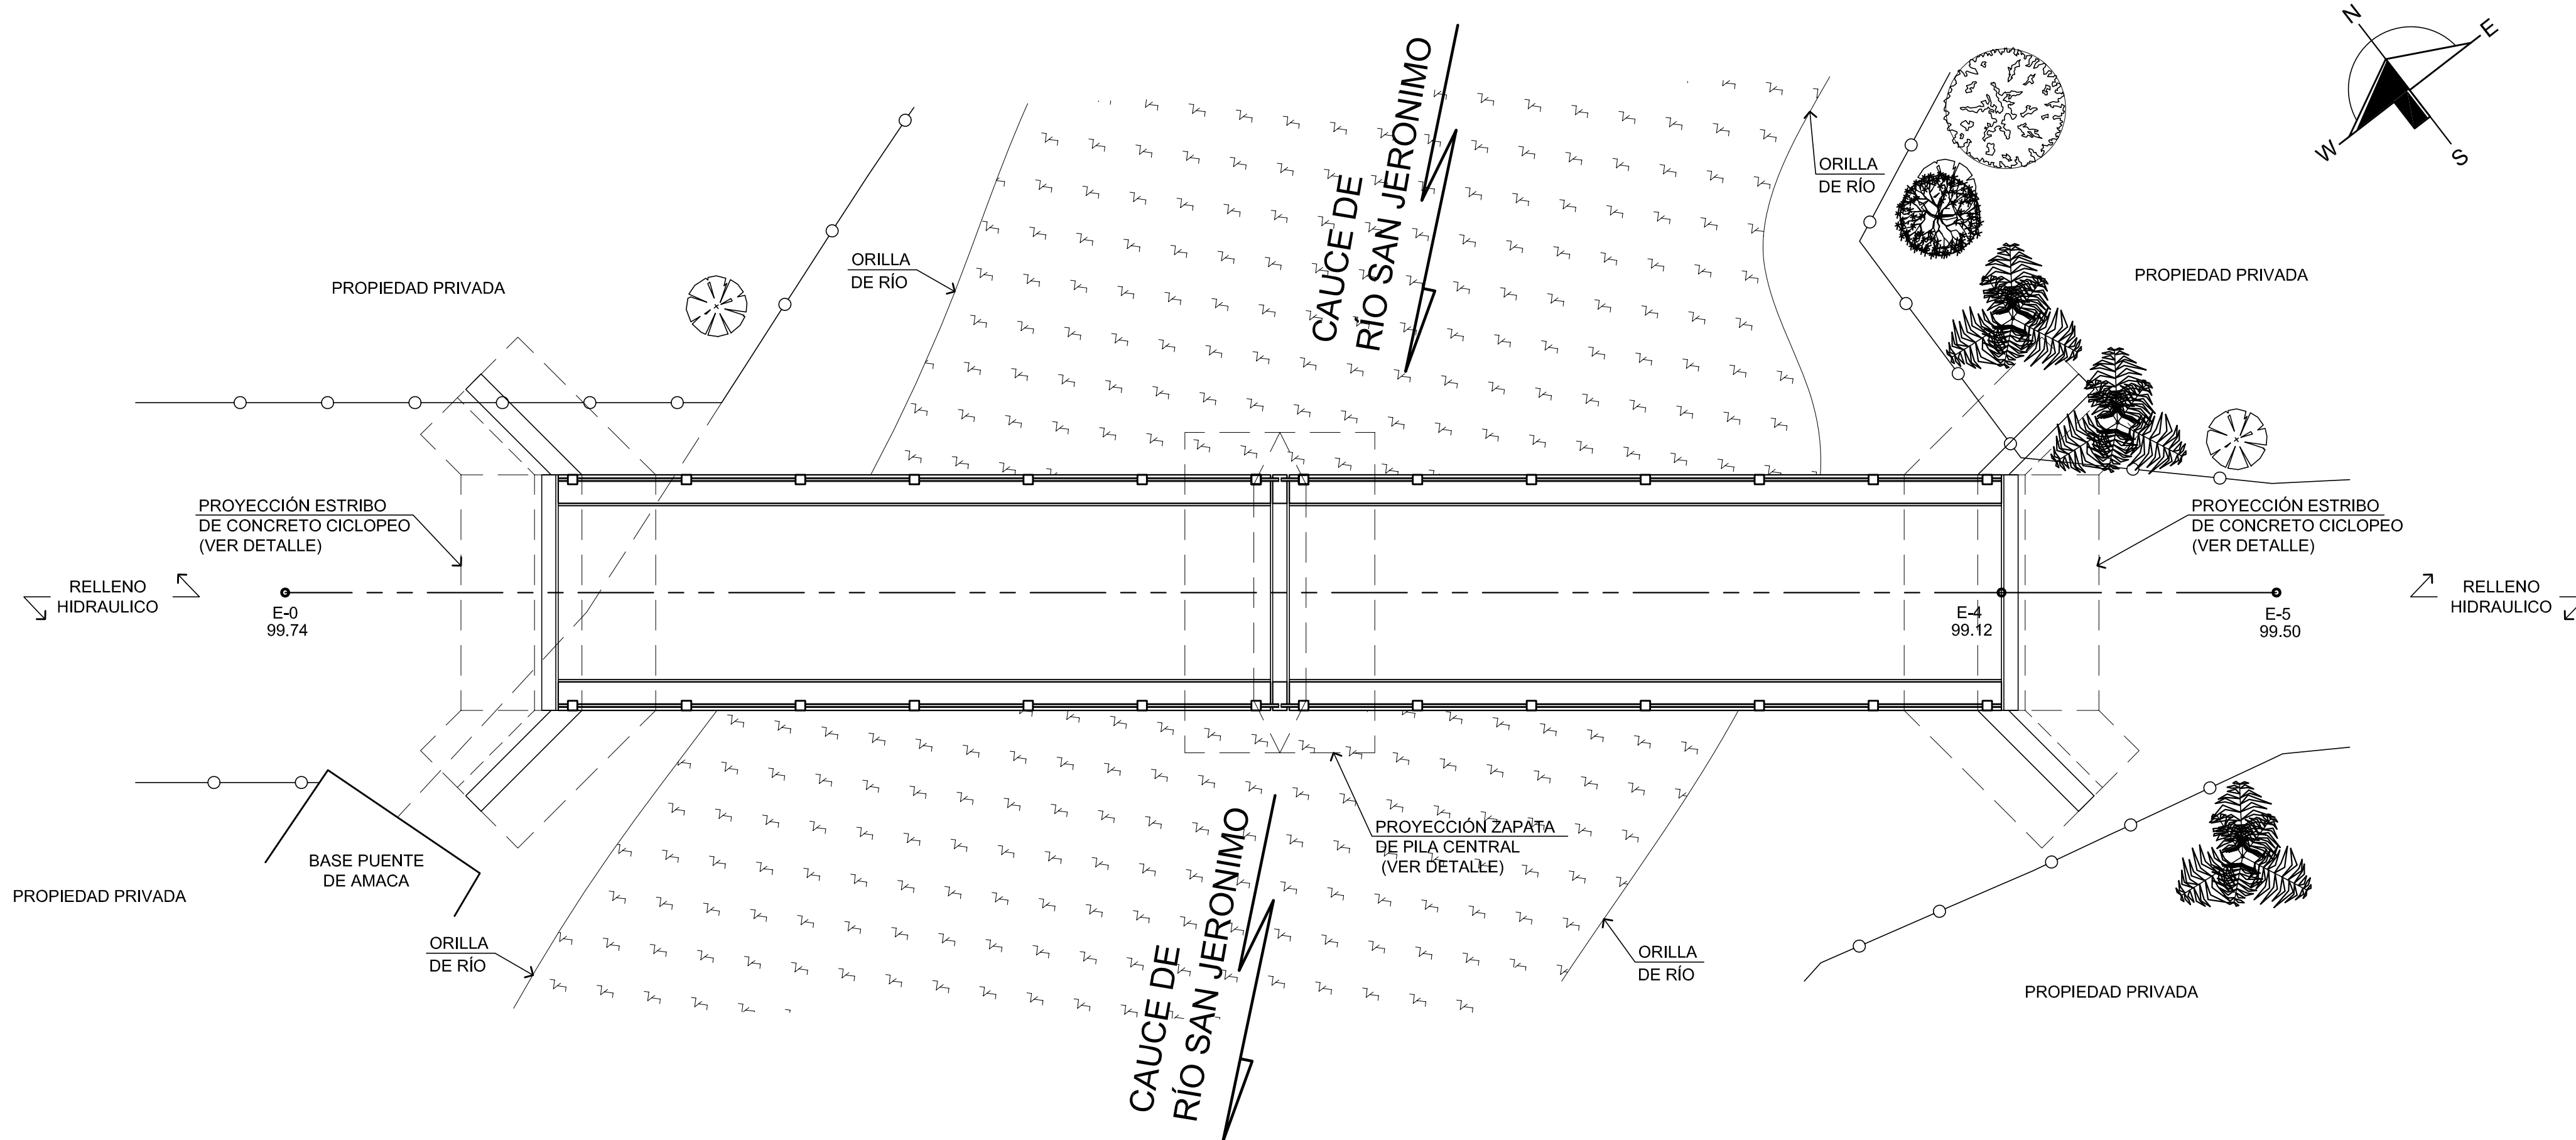 N
E
W
S
CAUCE DE
RÍO SAN JERONIMO
ORILLA
DE RÍO
ORILLA
DE RÍO
PROPIEDAD PRIVADA
PROPIEDAD PRIVADA
PROYECCIÓN ESTRIBO
DE CONCRETO CICLOPEO
(VER DETALLE)
PROYECCIÓN ESTRIBO
DE CONCRETO CICLOPEO
(VER DETALLE)
RELLENO
HIDRAULICO
E-0
99.74
E-4
99.12
E-5
99.50
RELLENO
HIDRAULICO
PROYECCIÓN ZAPATA
DE PILA CENTRAL
(VER DETALLE)
BASE PUENTE
DE AMACA
PROPIEDAD PRIVADA
ORILLA
DE RÍO
CAUCE DE
RÍO SAN JERONIMO
ORILLA
DE RÍO
PROPIEDAD PRIVADA